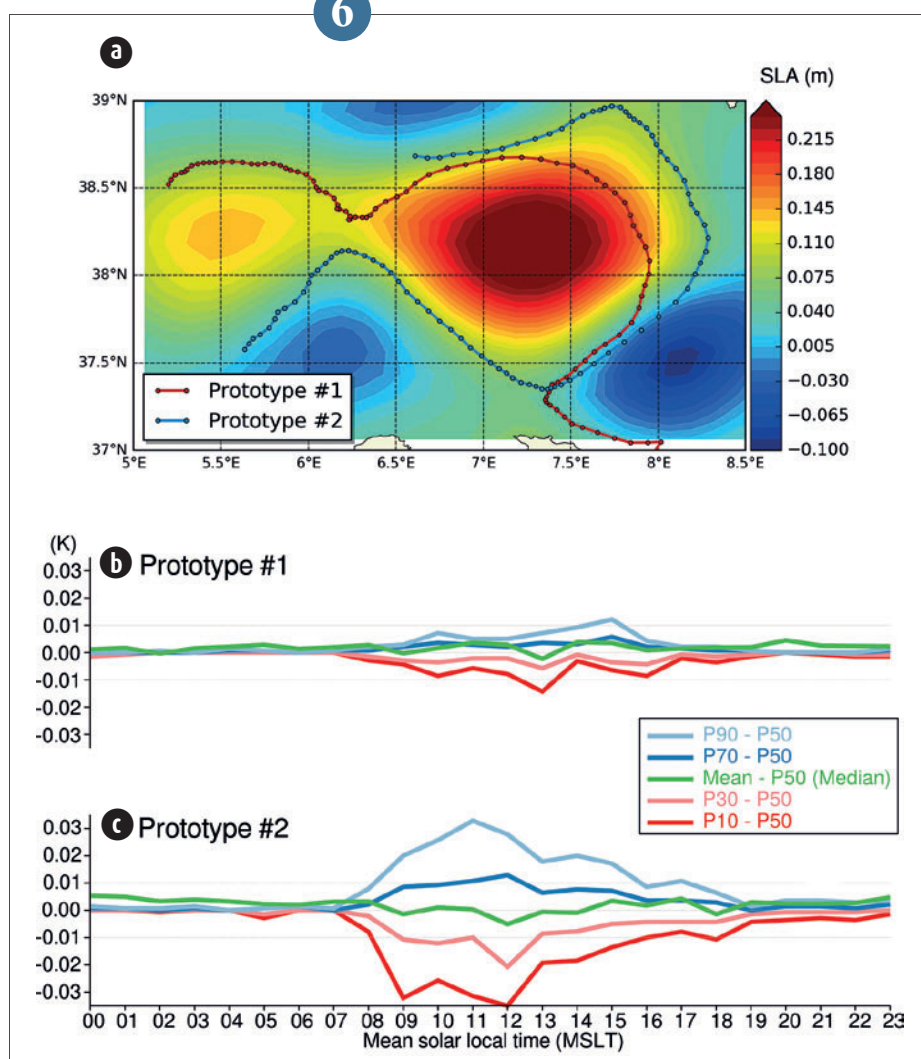 6
a
SLA (m)
39°N
38.5°N
38°N
37.5°N
37°N
5°E 5.5°E 6°E 6.5°E 7°E 7.5°E 8°E 8.5°E
Prototype #1
Prototype #2
0.215
0.180
0.145
0.110
0.075
0.040
0.005
−0.030
−0.065
−0.100
(K)
b Prototype #1
0.03
0.02
0.01
0.00
-0.01
-0.02
-0.03
P90 - P50
P70 - P50
Mean - P50 (Median)
P30 - P50
P10 - P50
c Prototype #2
0.03
0.02
0.01
0.00
-0.01
-0.02
-0.03
00 01 02 03 04 05 06 07 08 09 10 11 12 13 14 15 16 17 18 19 20 21 22 23
Mean solar local time (MSLT)